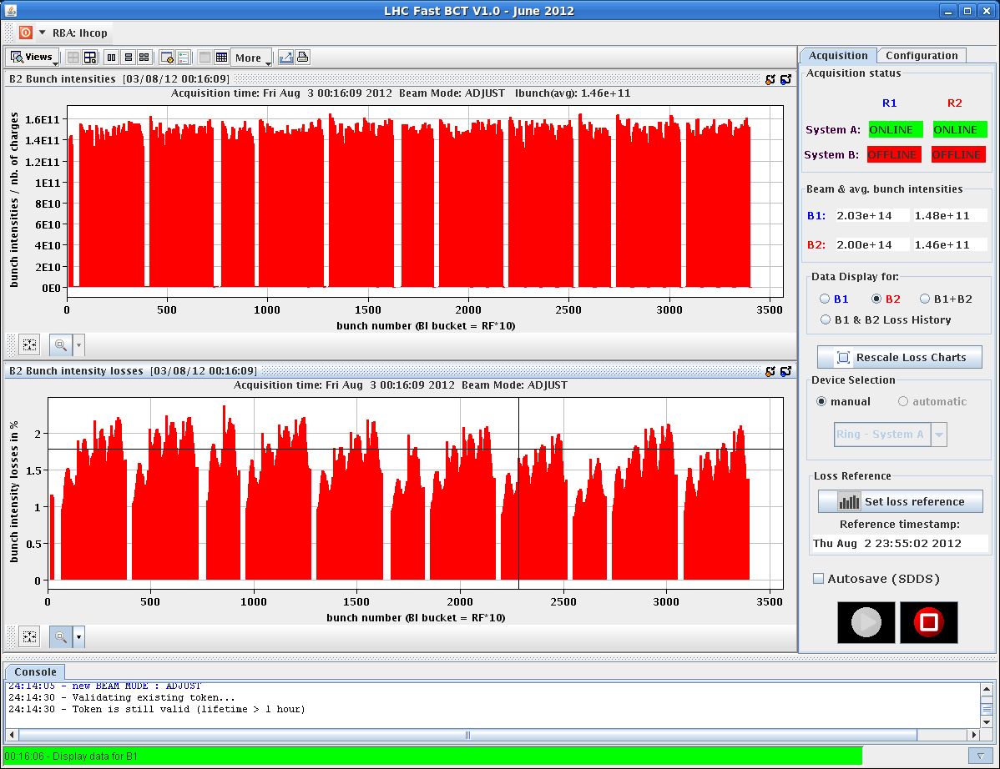 LHC Fast BCT V1.0 - June 2012
RBA: lhcop
Views
More
B2 Bunch intensities [03/08/12 00:16:09]
Acquisition time: Fri Aug 3 00:16:09 2012 Beam Mode: ADJUST Ibunch(avg): 1.46e+11
bunch intensities / nb. of charges
1.6E11
1.4E11
1.2E11
1E11
8E10
6E10
4E10
2E10
0E0
0 500 1000 1500 2000 2500 3000 3500
bunch number (BI bucket = RF*10)
B2 Bunch intensity losses [03/08/12 00:16:09]
Acquisition time: Fri Aug 3 00:16:09 2012 Beam Mode: ADJUST
bunch intensity losses in %
2
1.5
1
0.5
0
0 500 1000 1500 2000 2500 3000 3500
bunch number (BI bucket = RF*10)
Acquisition Configuration
Acquisition status
R1 R2
System A: ONLINE ONLINE
System B: OFFLINE OFFLINE
Beam & avg. bunch intensities
B1: 2.03e+14 1.48e+11
B2: 2.00e+14 1.46e+11
Data Display for:
B1 B2 B1+B2
B1 & B2 Loss History
Rescale Loss Charts
Device Selection
manual automatic
Ring - System A
Loss Reference
Set loss reference
Reference timestamp:
Thu Aug 2 23:55:02 2012
Autosave (SDDS)
Console
24:14:05 - new BEAM MODE : ADJUST
24:14:30 - Validating existing token...
24:14:30 - Token is still valid (lifetime > 1 hour)
00:16:06 - Display data for B1